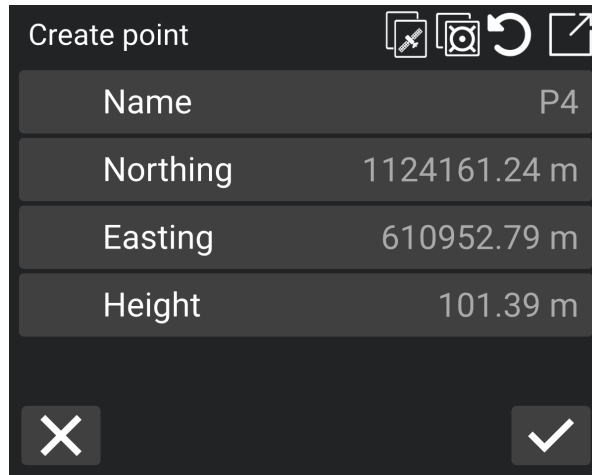 Create point
Name P4
Northing 1124161.24 m
Easting 610952.79 m
Height 101.39 m